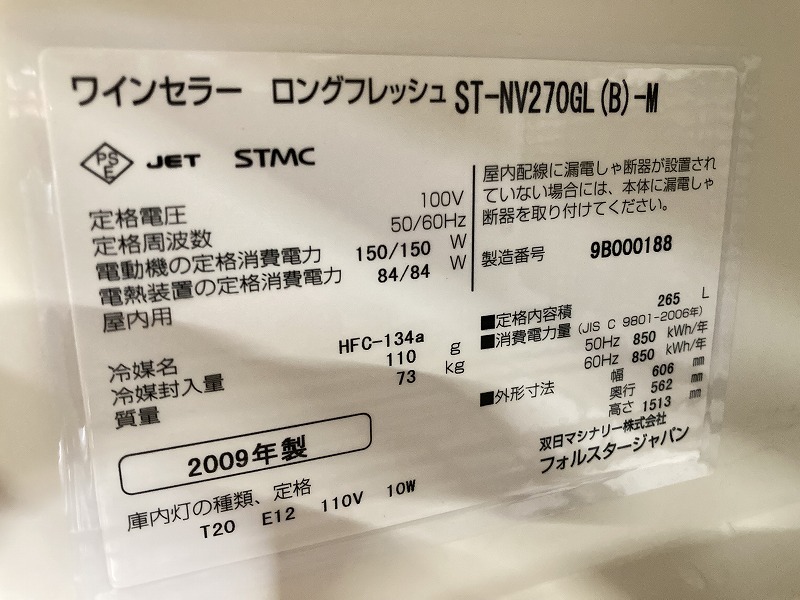 ワインセラー ロングフレッシュ ST-NV270GL(B)-M
PSE JET STMC
定格電圧 100V
定格周波数 50/60Hz
電動機の定格消費電力 150/150 W
電熱装置の定格消費電力 84/84 W
屋内用
冷媒名 HFC-134a
冷媒封入量 110 g
質量 73 kg
2009年製
庫内灯の種類、定格
T20 E12 110V 10W
屋内配線に漏電しゃ断器が設置され
ていない場合には、本体に漏電しゃ
断器を取り付けてください。
製造番号 9B000188
■定格内容積 265 L
■消費電力量 (JIS C 9801-2006年)
50Hz 850 kWh/年
60Hz 850 kWh/年
■外形寸法 幅 606 mm
奥行 562 mm
高さ 1513 mm
双日マシナリー株式会社
フォルスタージャパン